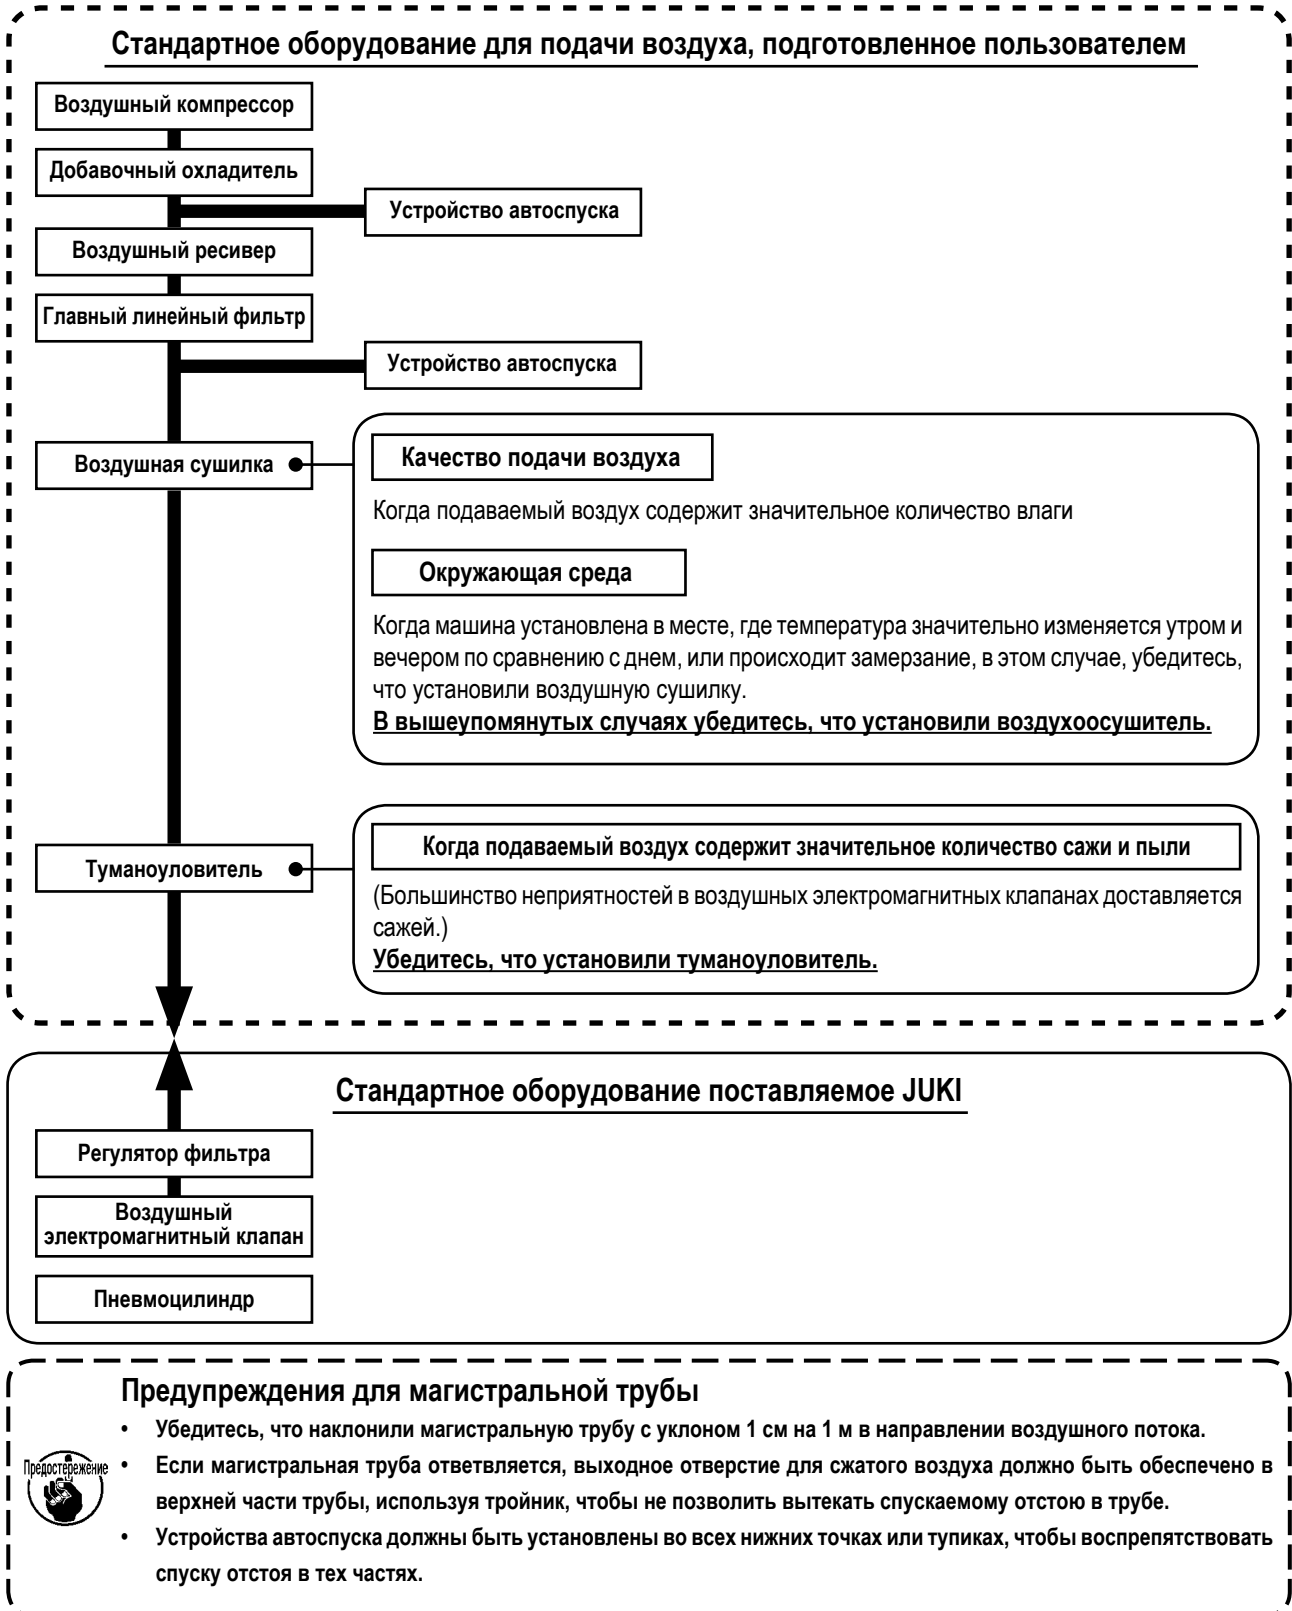 Стандартное оборудование для подачи воздуха, подготовленное пользователем
Воздушный компрессор
Добавочный охладитель
Устройство автоспуска
Воздушный ресивер
Главный линейный фильтр
Устройство автоспуска
Воздушная сушилка
Качество подачи воздуха
Когда подаваемый воздух содержит значительное количество влаги
Окружающая среда
Когда машина установлена в месте, где температура значительно изменяется утром и
вечером по сравнению с днем, или происходит замерзание, в этом случае, убедитесь,
что установили воздушную сушилку.
В вышеупомянутых случаях убедитесь, что установили воздухоосушитель.
Туманоуловитель
Когда подаваемый воздух содержит значительное количество сажи и пыли
(Большинство неприятностей в воздушных электромагнитных клапанах доставляется
сажей.)
Убедитесь, что установили туманоуловитель.
Стандартное оборудование поставляемое JUKI
Регулятор фильтра
Воздушный
электромагнитный клапан
Пневмоцилиндр
Предупреждения для магистральной трубы
• Убедитесь, что наклонили магистральную трубу с уклоном 1 см на 1 м в направлении воздушного потока.
Предостережение
• Если магистральная труба ответвляется, выходное отверстие для сжатого воздуха должно быть обеспечено в
верхней части трубы, используя тройник, чтобы не позволить вытекать спускаемому отстою в трубе.
• Устройства автоспуска должны быть установлены во всех нижних точках или тупиках, чтобы воспрепятствовать
спуску отстоя в тех частях.